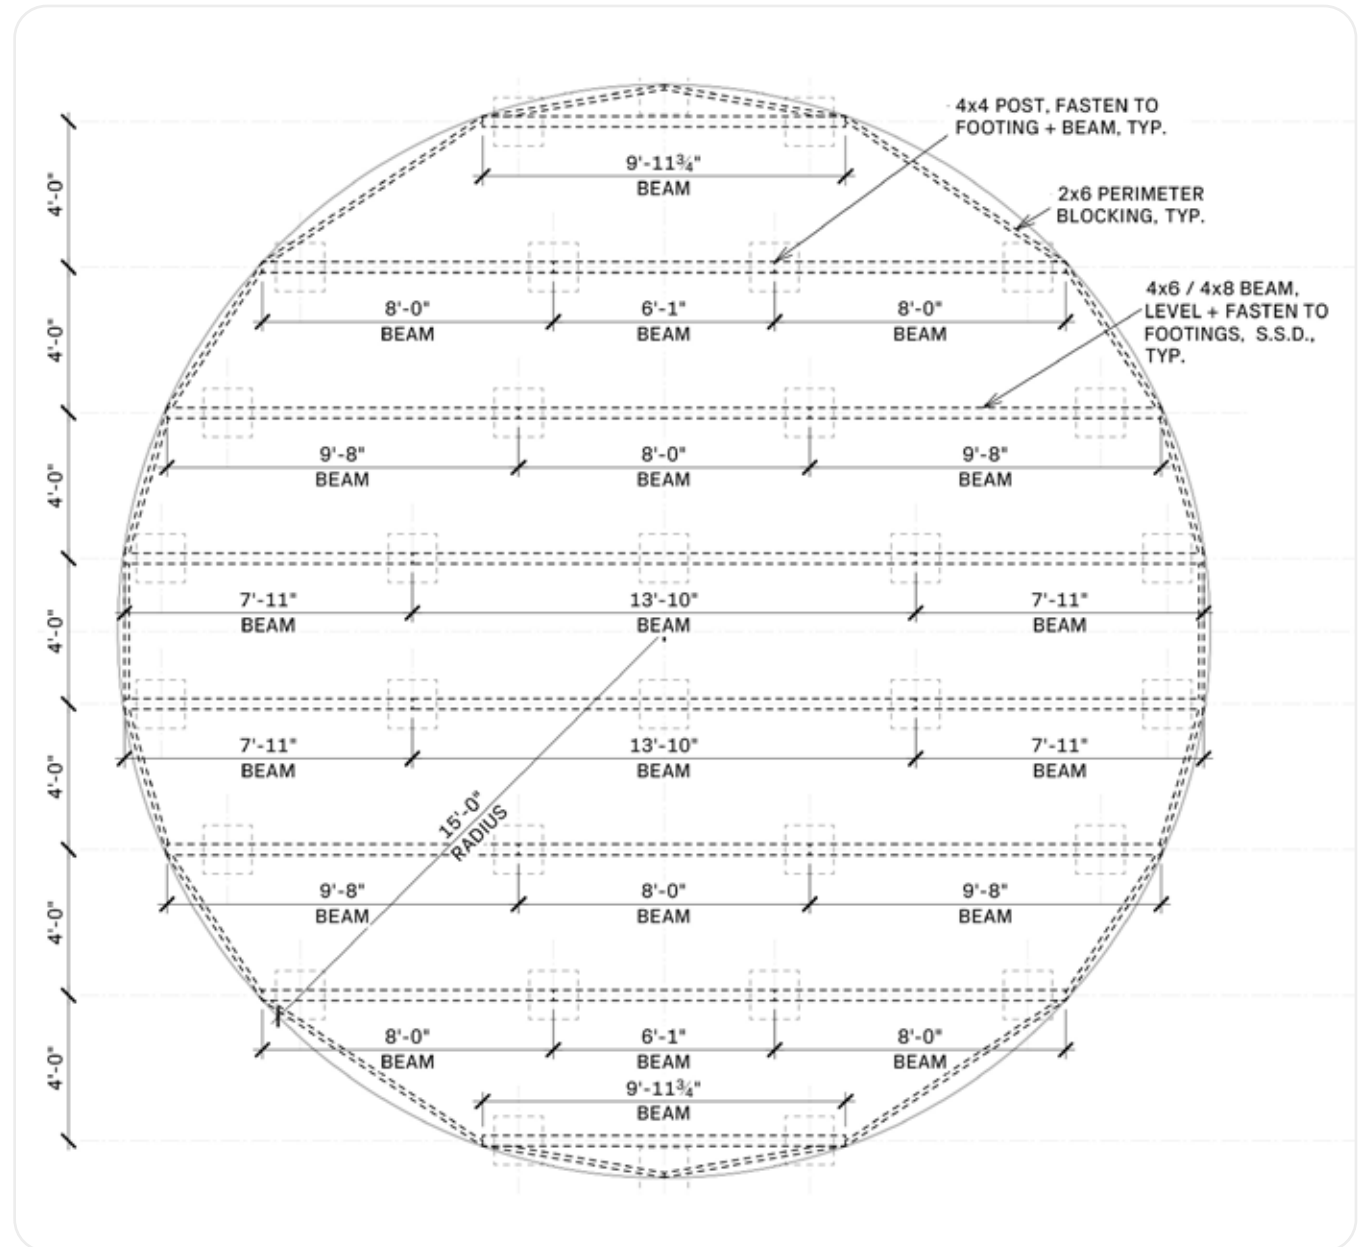 4x4 POST, FASTEN TO
FOOTING + BEAM, TYP.
9'-11¾"
BEAM
4'-0"
2x6 PERIMETER
BLOCKING, TYP.
4x6 / 4x8 BEAM,
LEVEL + FASTEN TO
FOOTINGS, S.S.D.,
TYP.
8'-0" 6'-1" 8'-0"
BEAM BEAM BEAM
4'-0"
9'-8" 8'-0" 9'-8"
BEAM BEAM BEAM
4'-0"
7'-11" 13'-10" 7'-11"
BEAM BEAM BEAM
4'-0"
7'-11" 13'-10" 7'-11"
BEAM BEAM BEAM
4'-0"
15'-0"
RADIUS
9'-8" 8'-0" 9'-8"
BEAM BEAM BEAM
4'-0"
8'-0" 6'-1" 8'-0"
BEAM BEAM BEAM
4'-0"
9'-11¾"
BEAM